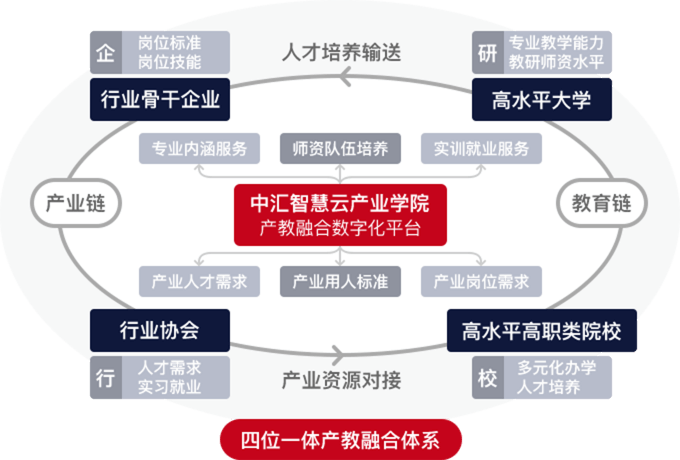 企
岗位标准
岗位技能
行业骨干企业
人才培养输送
研
专业教学能力
教研师资水平
高水平大学
专业内涵服务
师资队伍培养
实训就业服务
产业链
中汇智慧云产业学院
产教融合数字化平台
教育链
产业人才需求
产业用人标准
产业岗位需求
行业协会
行
人才需求
实习就业
产业资源对接
高水平高职类院校
校
多元化办学
人才培养
四位一体产教融合体系